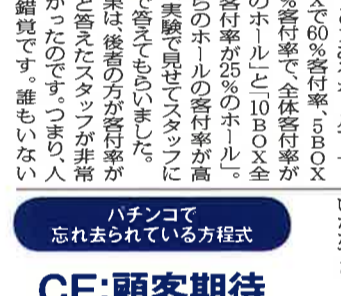 Xで60%客付率、5BOX
%客付率で、全体客付率が
のホール」と「10BOX全
客付率が25%のホール」。
らのホールの客付率が高
実験で見せてスタッフに
で答えてもらいました。
果は、後者の方が客付率が
と答えたスタッフが非常
かったのです。つまり、人
錯覚です。誰もいない
パチンコで
忘れ去られている方程式
CE:顧客期待